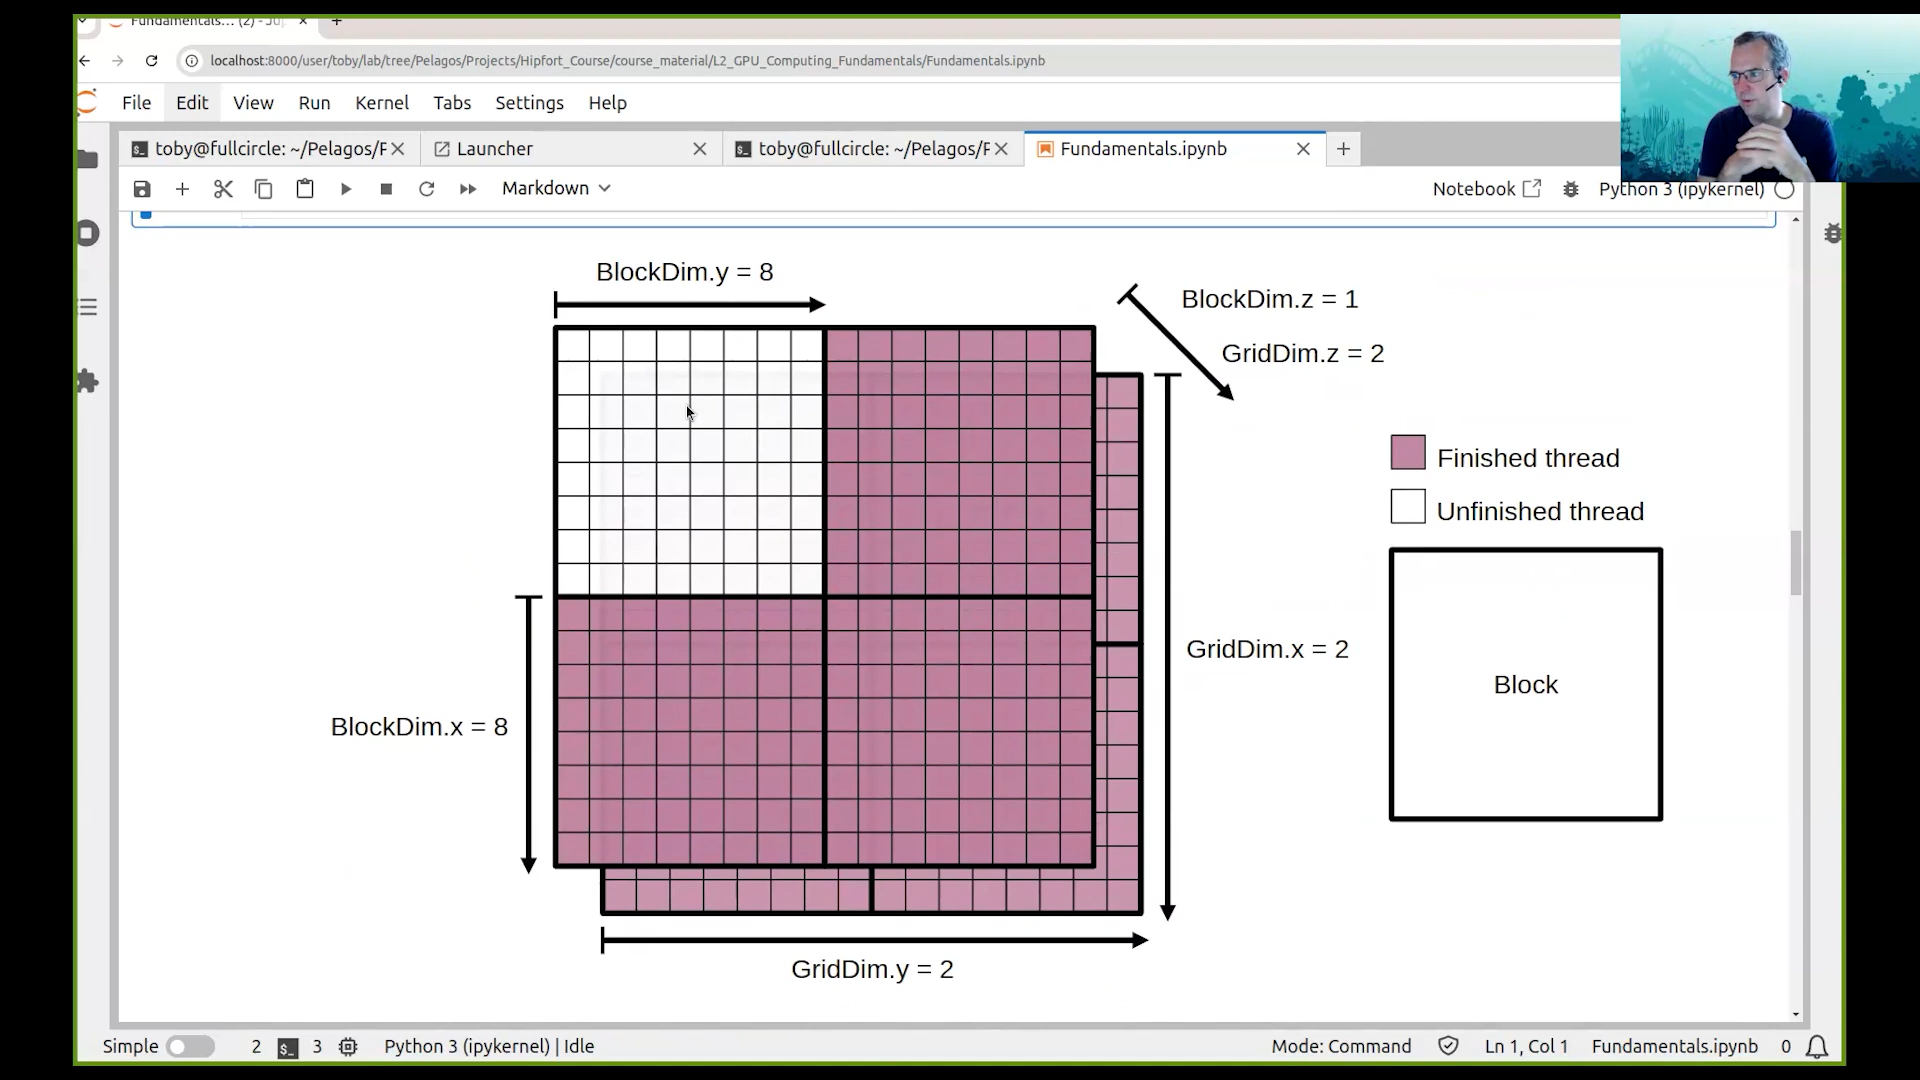 Fundamentals... (2) - Ju
localhost:8000/user/toby/lab/tree/Pelagos/Projects/Hipfort_Course/course_material/L2_GPU_Computing_Fundamentals/Fundamentals.ipynb
File Edit View Run Kernel Tabs Settings Help
toby@fullcircle: ~/Pelagos/P Launcher toby@fullcircle: ~/Pelagos/P Fundamentals.ipynb
Markdown Notebook Python 3 (ipykernel)
BlockDim.y = 8
BlockDim.z = 1
GridDim.z = 2
Finished thread
Unfinished thread
GridDim.x = 2
Block
BlockDim.x = 8
GridDim.y = 2
Simple 2 $_ 3 Python 3 (ipykernel) | Idle Mode: Command Ln 1, Col 1 Fundamentals.ipynb 0